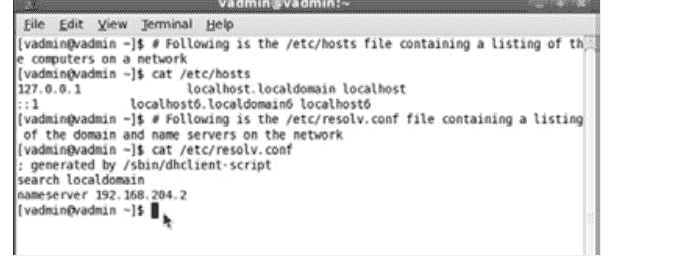 vadmin@vadmin:~
File Edit View Terminal Help
[vadmin@vadmin ~]$ # Following is the /etc/hosts file containing a listing of th
e computers on a network
[vadmin@vadmin ~]$ cat /etc/hosts
127.0.0.1 localhost.localdomain localhost
::1 localhost6.localdomain6 localhost6
[vadmin@vadmin ~]$ # Following is the /etc/resolv.conf file containing a listing
of the domain and name servers on the network
[vadmin@vadmin ~]$ cat /etc/resolv.conf
; generated by /sbin/dhclient-script
search localdomain
nameserver 192.168.204.2
[vadmin@vadmin ~]$